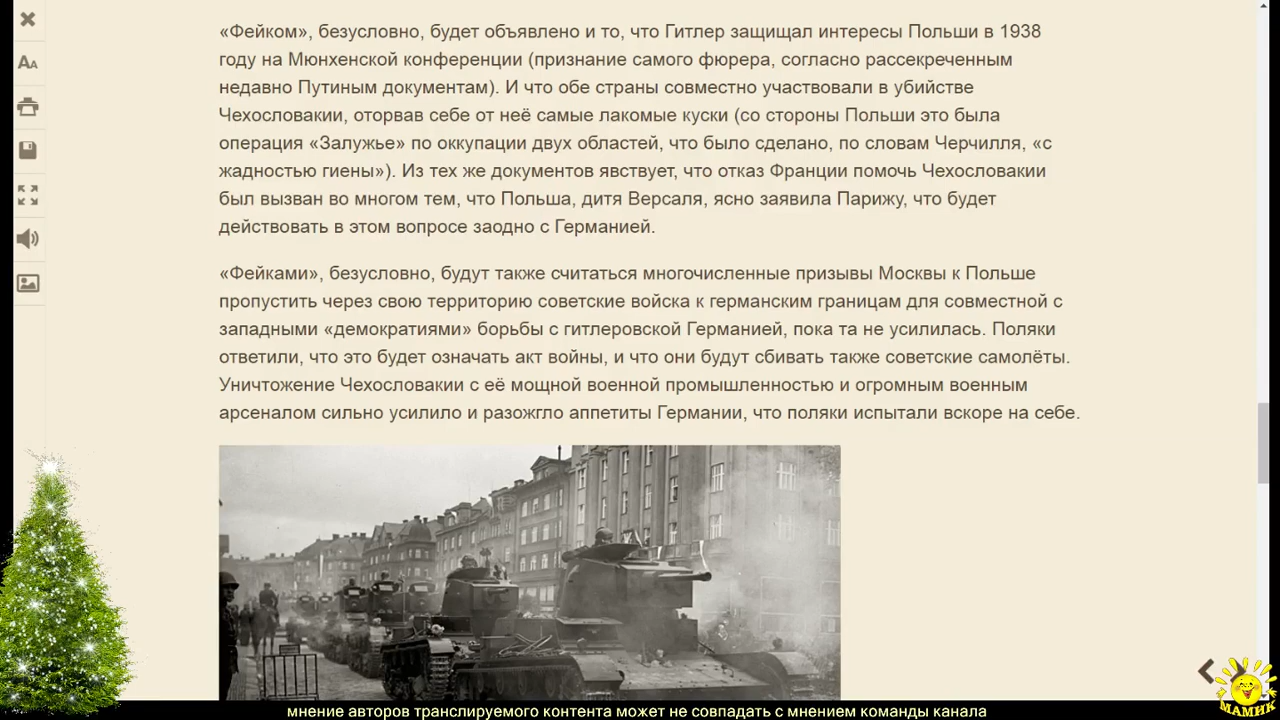 «Фейком», безусловно, будет объявлено и то, что Гитлер защищал интересы Польши в 1938
году на Мюнхенской конференции (признание самого фюрера, согласно рассекреченным
недавно Путиным документам). И что обе страны совместно участвовали в убийстве
Чехословакии, оторвав себе от неё самые лакомые куски (со стороны Польши это была
операция «Залужье» по оккупации двух областей, что было сделано, по словам Черчилля, «с
жадностью гиены»). Из тех же документов явствует, что отказ Франции помочь Чехословакии
был вызван во многом тем, что Польша, дитя Версаля, ясно заявила Парижу, что будет
действовать в этом вопросе заодно с Германией.
«Фейками», безусловно, будут также считаться многочисленные призывы Москвы к Польше
пропустить через свою территорию советские войска к германским границам для совместной с
западными «демократиями» борьбы с гитлеровской Германией, пока та не усилилась. Поляки
ответили, что это будет означать акт войны, и что они будут сбивать также советские самолёты.
Уничтожение Чехословакии с её мощной военной промышленностью и огромным военным
арсеналом сильно усилило и разожгло аппетиты Германии, что поляки испытали вскоре на себе.
МАМИК
мнение авторов транслируемого контента может не совпадать с мнением команды канала